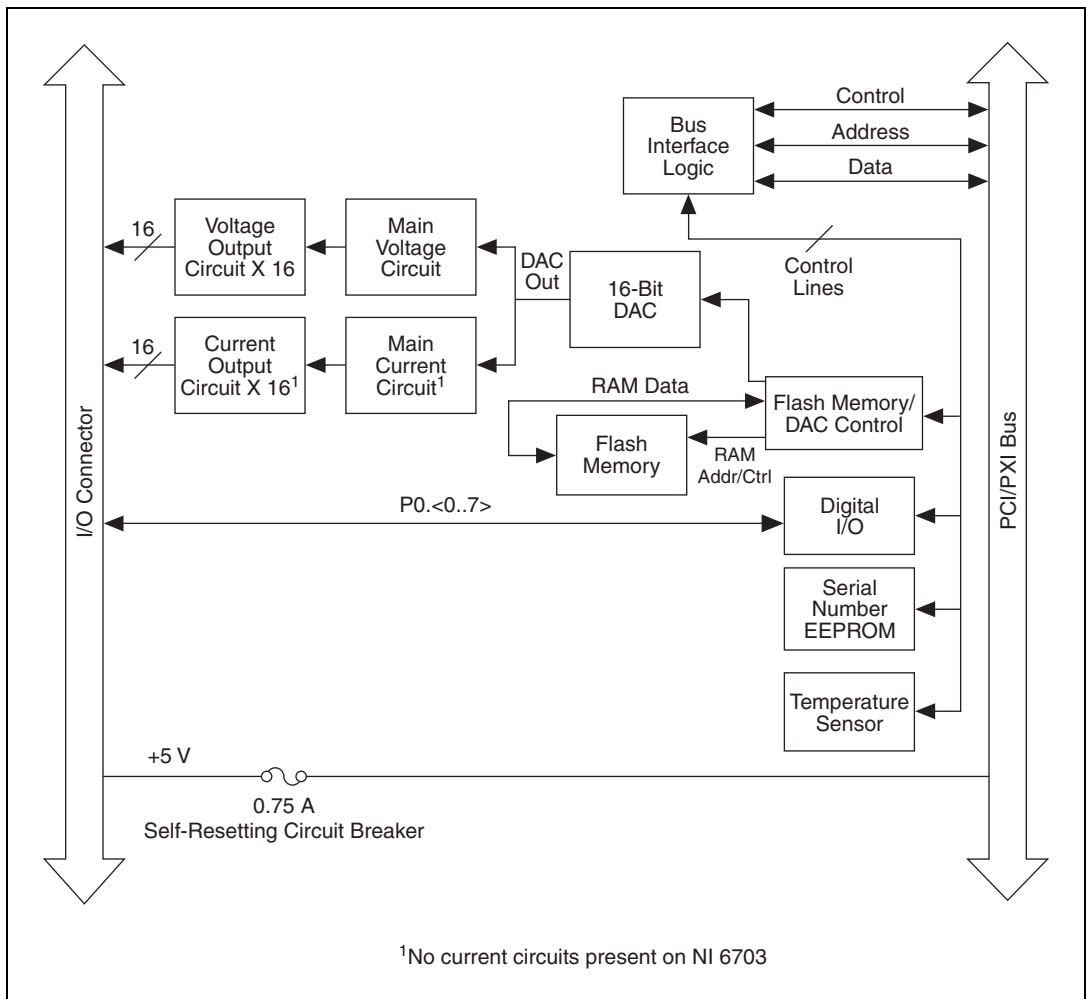 Control
Bus
Interface
Logic
Address
Data
16
Voltage
Output
Circuit X 16
Main
Voltage
Circuit
DAC
Out
16-Bit
DAC
Control
Lines
16
Current
Output
Circuit X 16¹
Main
Current
Circuit¹
RAM Data
Flash Memory/
DAC Control
Flash
Memory
RAM
Addr/Ctrl
I/O Connector
PCI/PXI Bus
P0.<0..7>
Digital
I/O
Serial
Number
EEPROM
Temperature
Sensor
+5 V
0.75 A
Self-Resetting Circuit Breaker
¹No current circuits present on NI 6703